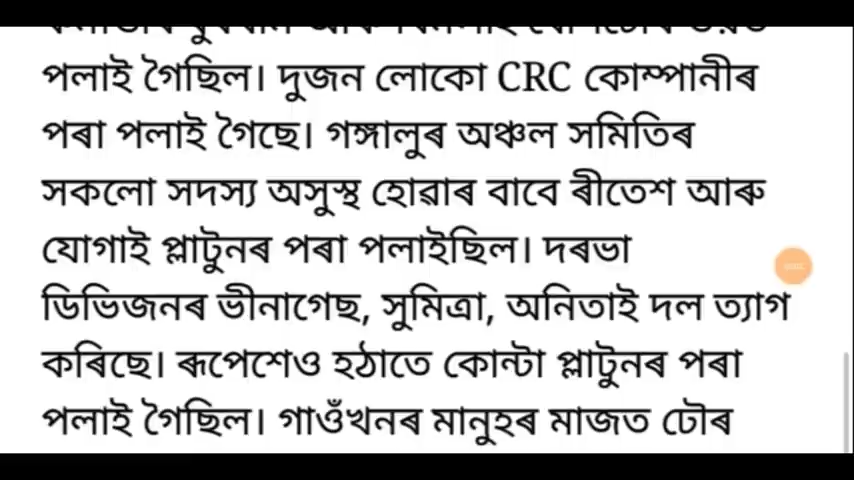 পলাই গৈছিল। দুজন লোকো CRC কোম্পানীৰ
পৰা পলাই গৈছে। গঙ্গালুৰ অঞ্চল সমিতিৰ
সকলো সদস্য অসুস্থ হোৱাৰ বাবে ৰীতেশ আৰু
যোগাই প্লাটুনৰ পৰা পলাইছিল। দৰভা
ডিভিজনৰ ভীনাগেছ, সুমিত্ৰা, অনিতাই দল ত্যাগ
কৰিছে। ৰূপেশেও হঠাতে কোন্টা প্লাটুনৰ পৰা
পলাই গৈছিল। গাওঁখনৰ মানুহৰ মাজত ঢৌৰ